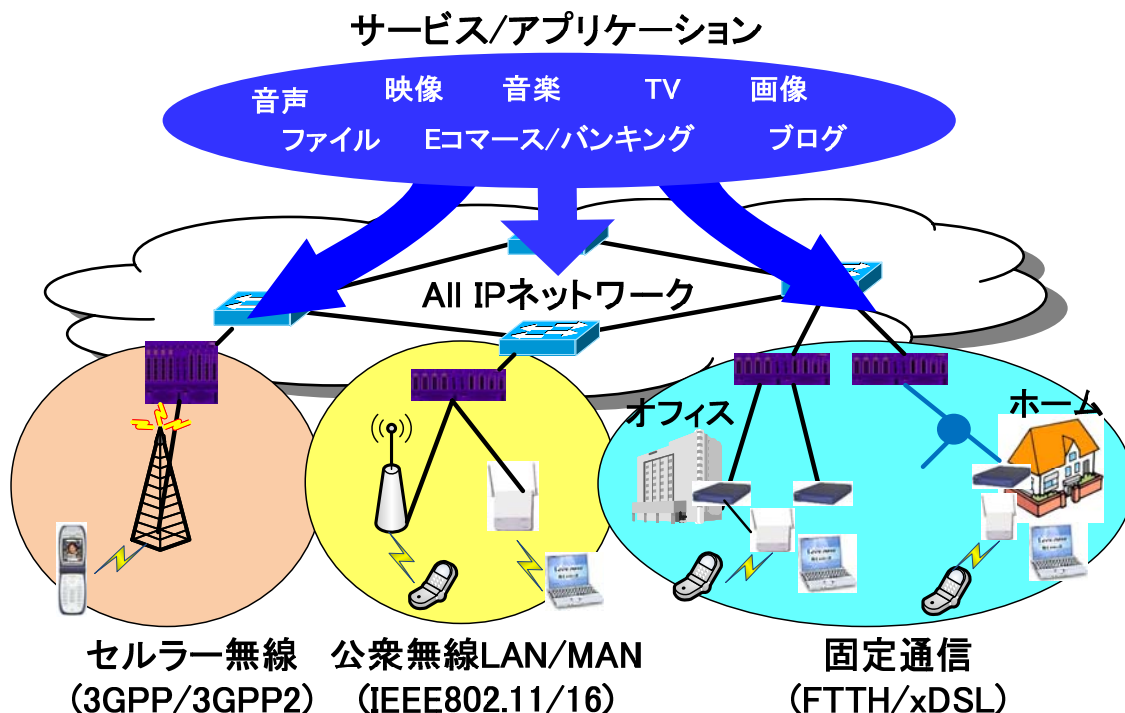 サービス/アプリケーション
音声 映像 音楽 TV 画像
ファイル Eコマース/バンキング ブログ
All IPネットワーク
オフィス ホーム
セルラー無線 公衆無線LAN/MAN 固定通信
(3GPP/3GPP2) (IEEE802.11/16) (FTTH/xDSL)